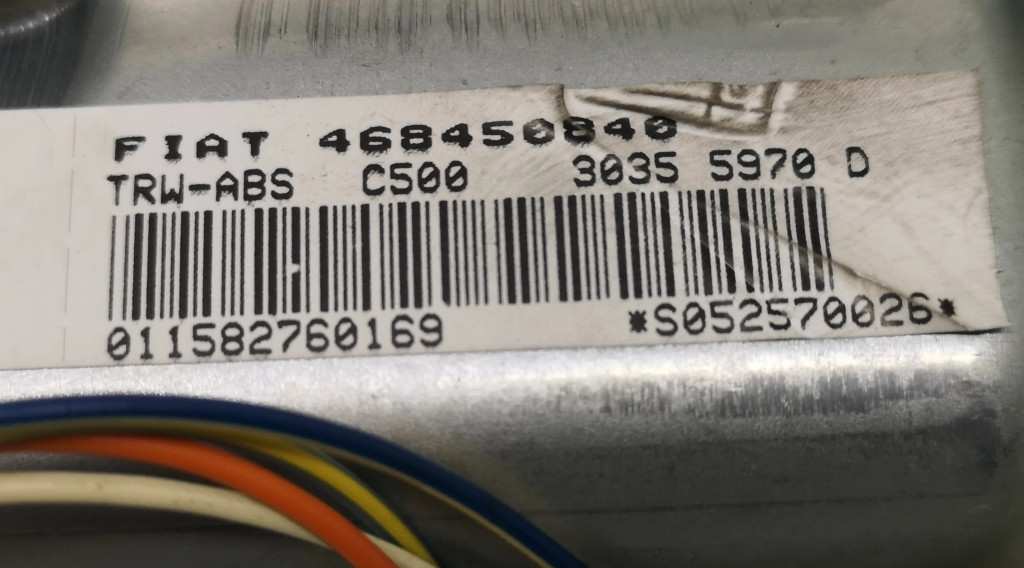 FIAT 468450840
TRW-ABS C500 3035 5970 D
011582760169 *S052570026*